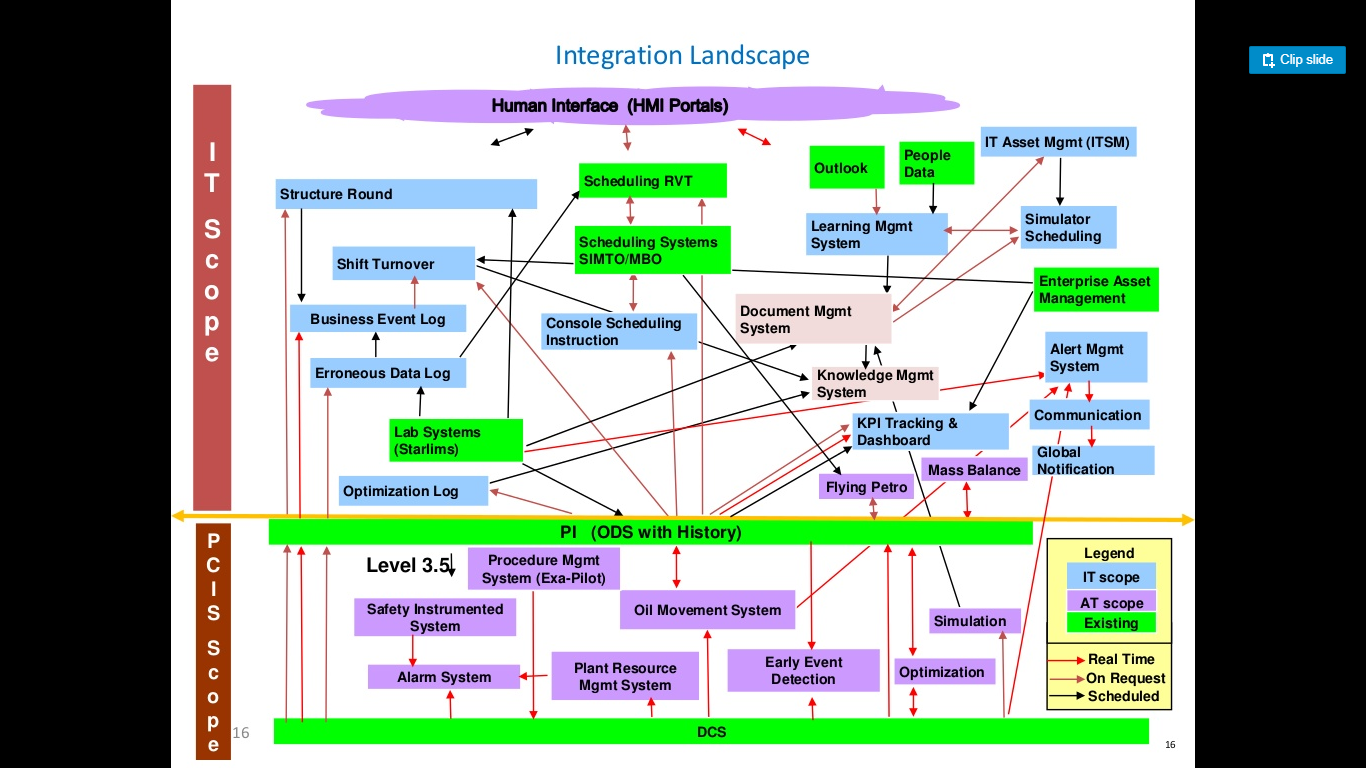 Integration Landscape
Clip slide
Human Interface (HMI Portals)
IT Scope
IT Asset Mgmt (ITSM)
Outlook
People
Data
Scheduling RVT
Structure Round
Learning Mgmt
System
Simulator
Scheduling
Scheduling Systems
SIMTO/MBO
Shift Turnover
Enterprise Asset
Management
Business Event Log
Console Scheduling
Instruction
Document Mgmt
System
Alert Mgmt
System
Erroneous Data Log
Knowledge Mgmt
System
Communication
KPI Tracking &
Dashboard
Lab Systems
(Starlims)
Global
Notification
Mass Balance
Optimization Log
Flying Petro
PI (ODS with History)
PCIS Scope
Level 3.5
Procedure Mgmt
System (Exa-Pilot)
Legend
IT scope
AT scope
Existing
Real Time
On Request
Scheduled
Safety Instrumented
System
Oil Movement System
Simulation
Alarm System
Plant Resource
Mgmt System
Early Event
Detection
Optimization
DCS
16
16